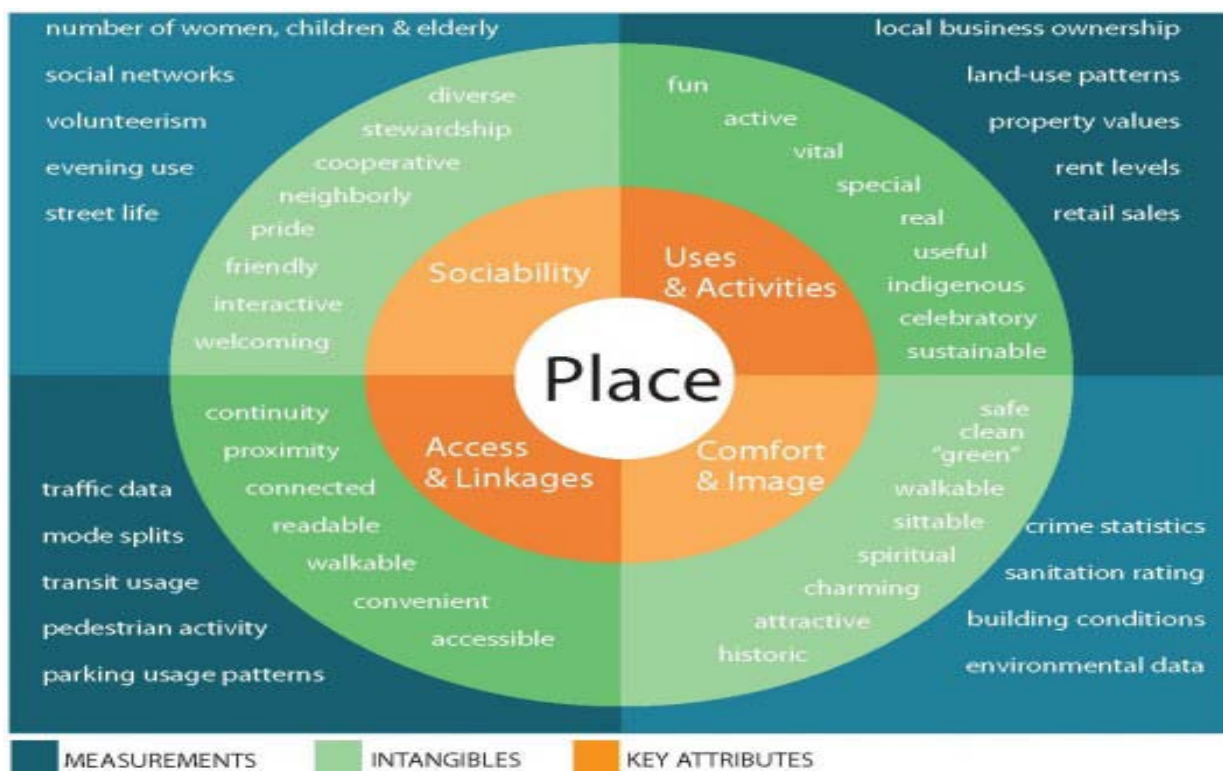 number of women, children & elderly
social networks
volunteerism
evening use
street life
diverse
stewardship
cooperative
neighborly
pride
friendly
interactive
welcoming
Sociability
local business ownership
land-use patterns
property values
rent levels
retail sales
fun
active
vital
special
real
useful
indigenous
celebratory
sustainable
Uses
& Activities
Place
continuity
proximity
connected
readable
walkable
convenient
accessible
Access
& Linkages
traffic data
mode splits
transit usage
pedestrian activity
parking usage patterns
Comfort
& Image
safe
clean
"green"
walkable
sittable
spiritual
charming
attractive
historic
crime statistics
sanitation rating
building conditions
environmental data
MEASUREMENTS
INTANGIBLES
KEY ATTRIBUTES